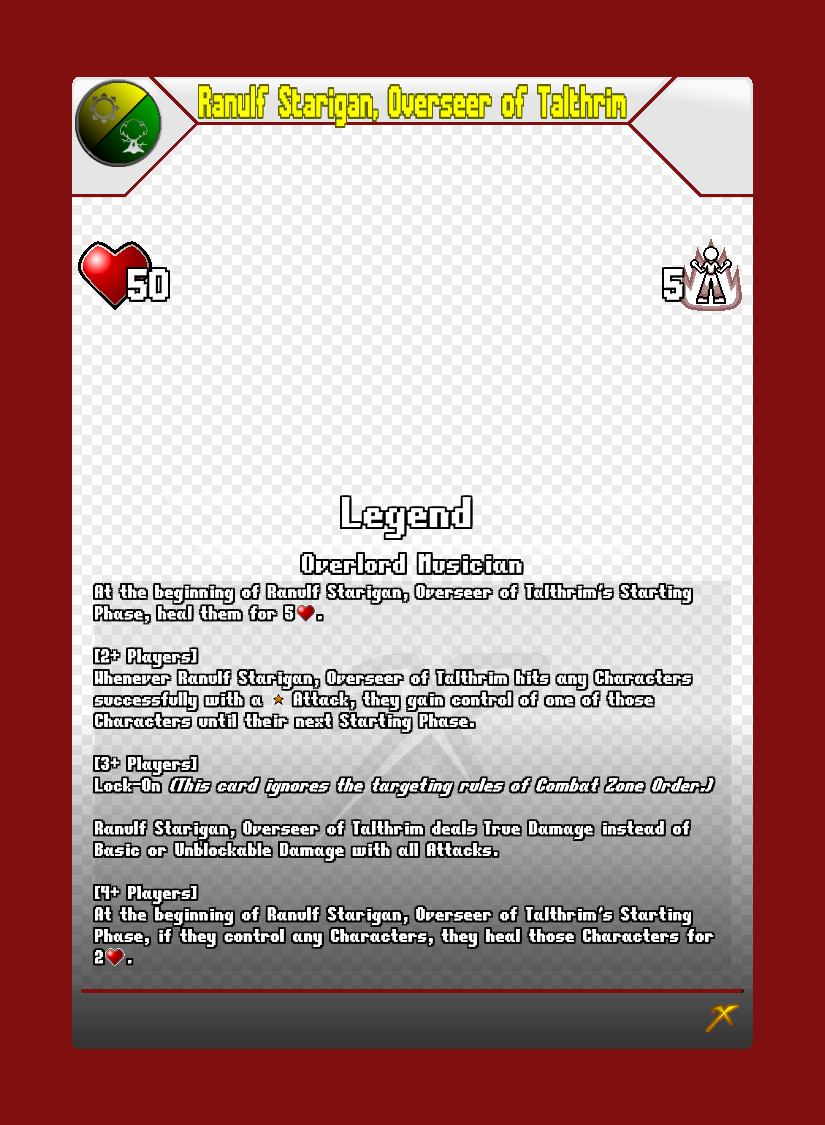 Ranulf Starigan, Overseer of Talthrim
50
5
Legend
Overlord Musician
At the beginning of Ranulf Starigan, Overseer of Talthrim's Starting
Phase, heal them for 5.
[2+ Players]
Whenever Ranulf Starigan, Overseer of Talthrim hits any Characters
successfully with a Attack, they gain control of one of those
Characters until their next Starting Phase.
[3+ Players]
Lock-On (This card ignores the targeting rules of Combat Zone Order.)
Ranulf Starigan, Overseer of Talthrim deals True Damage instead of
Basic or Unblockable Damage with all Attacks.
[4+ Players]
At the beginning of Ranulf Starigan, Overseer of Talthrim's Starting
Phase, if they control any Characters, they heal those Characters for
2.